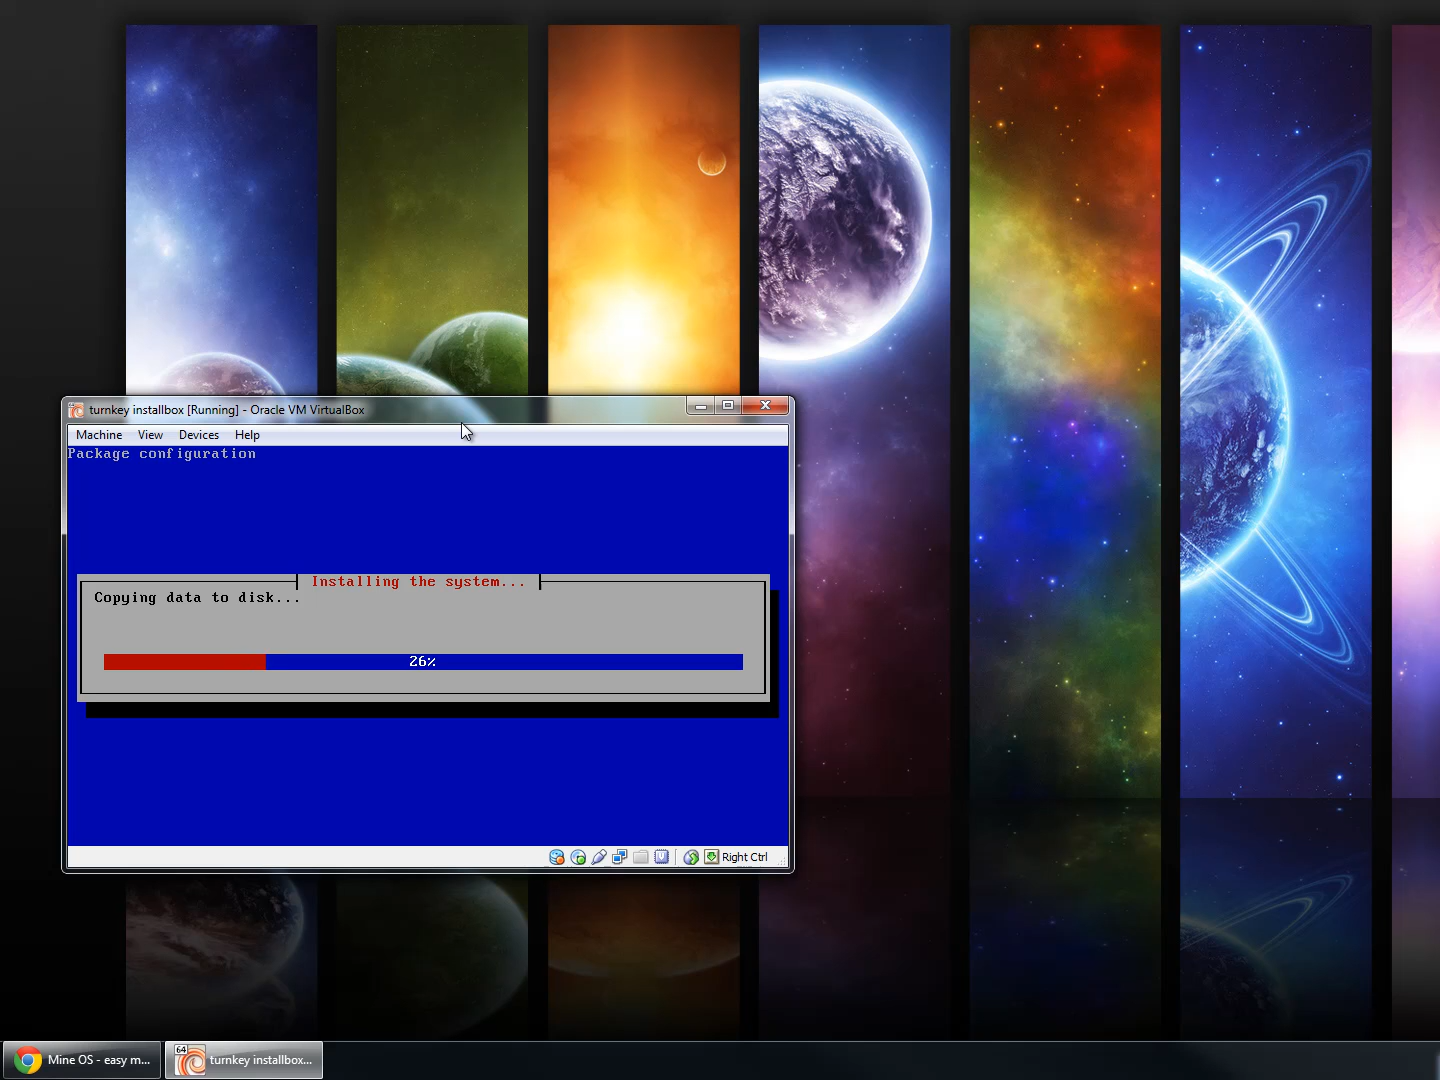 turnkey installbox [Running] - Oracle VM VirtualBox
Machine View Devices Help
Package configuration
Installing the system...
Copying data to disk...
26%
Right Ctrl
Mine OS - easy m...
64
turnkey installbox...